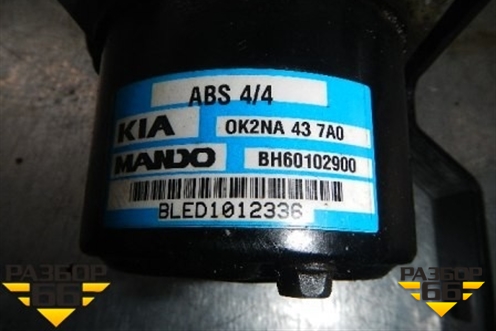 ABS 4/4
KIA OK2NA 43 7A0
MANDO BH60102900
BLED1012336
РАЗБОР 66 РАЗБОР 66